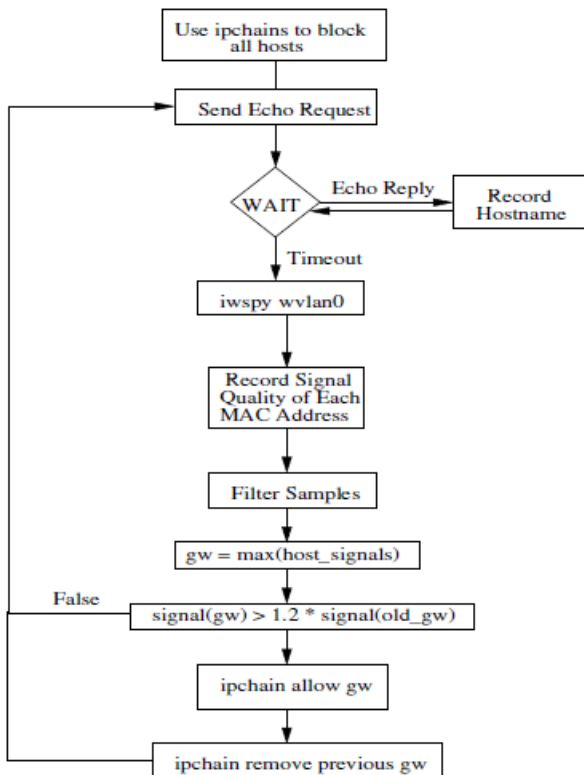 Use ipchains to block
all hosts
Send Echo Request
WAIT
Echo Reply
Record
Hostname
Timeout
iwspy wvlan0
Record Signal
Quality of Each
MAC Address
Filter Samples
gw = max(host_signals)
False
signal(gw) > 1.2 * signal(old_gw)
ipchain allow gw
ipchain remove previous gw